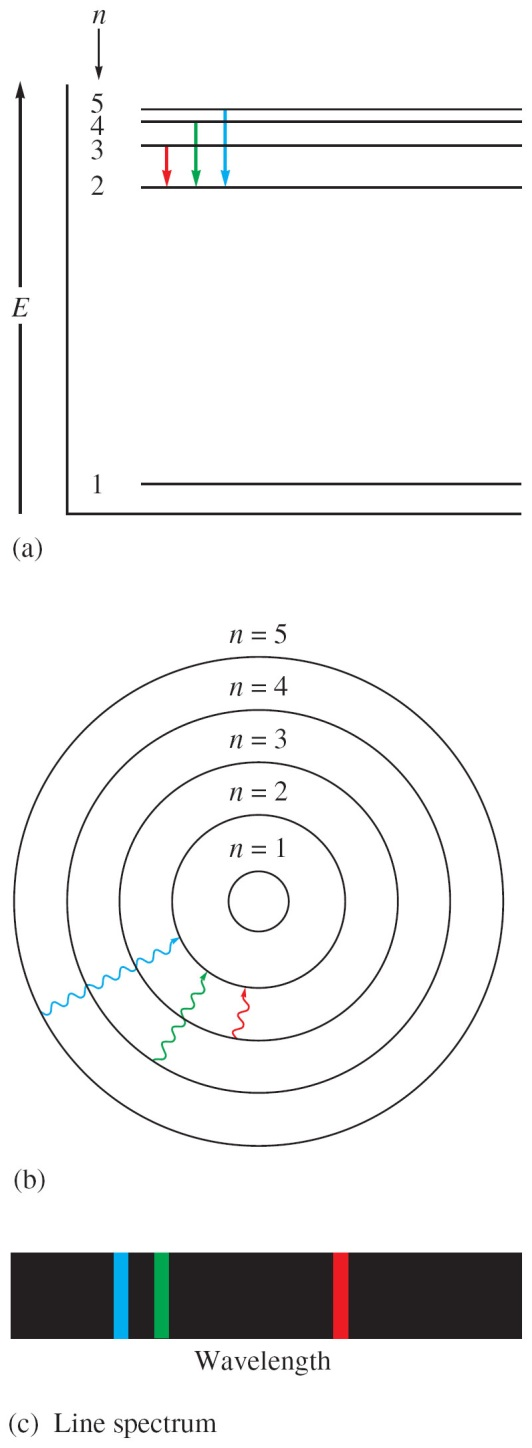 n
5
4
3
2
E
1
(a)
n = 5
n = 4
n = 3
n = 2
n = 1
(b)
Wavelength
(c) Line spectrum